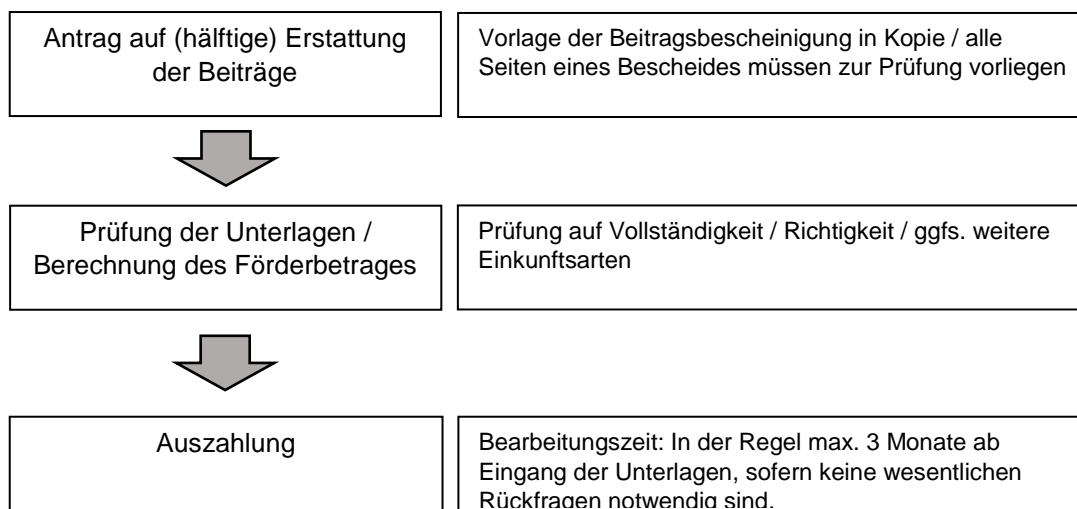 Antrag auf (hälftige) Erstattung
der Beiträge
Vorlage der Beitragsbescheinigung in Kopie / alle
Seiten eines Bescheides müssen zur Prüfung vorliegen
Prüfung der Unterlagen /
Berechnung des Förderbetrages
Prüfung auf Vollständigkeit / Richtigkeit / ggfs. weitere
Einkunftsarten
Auszahlung
Bearbeitungszeit: In der Regel max. 3 Monate ab
Eingang der Unterlagen, sofern keine wesentlichen
Rückfragen notwendig sind.